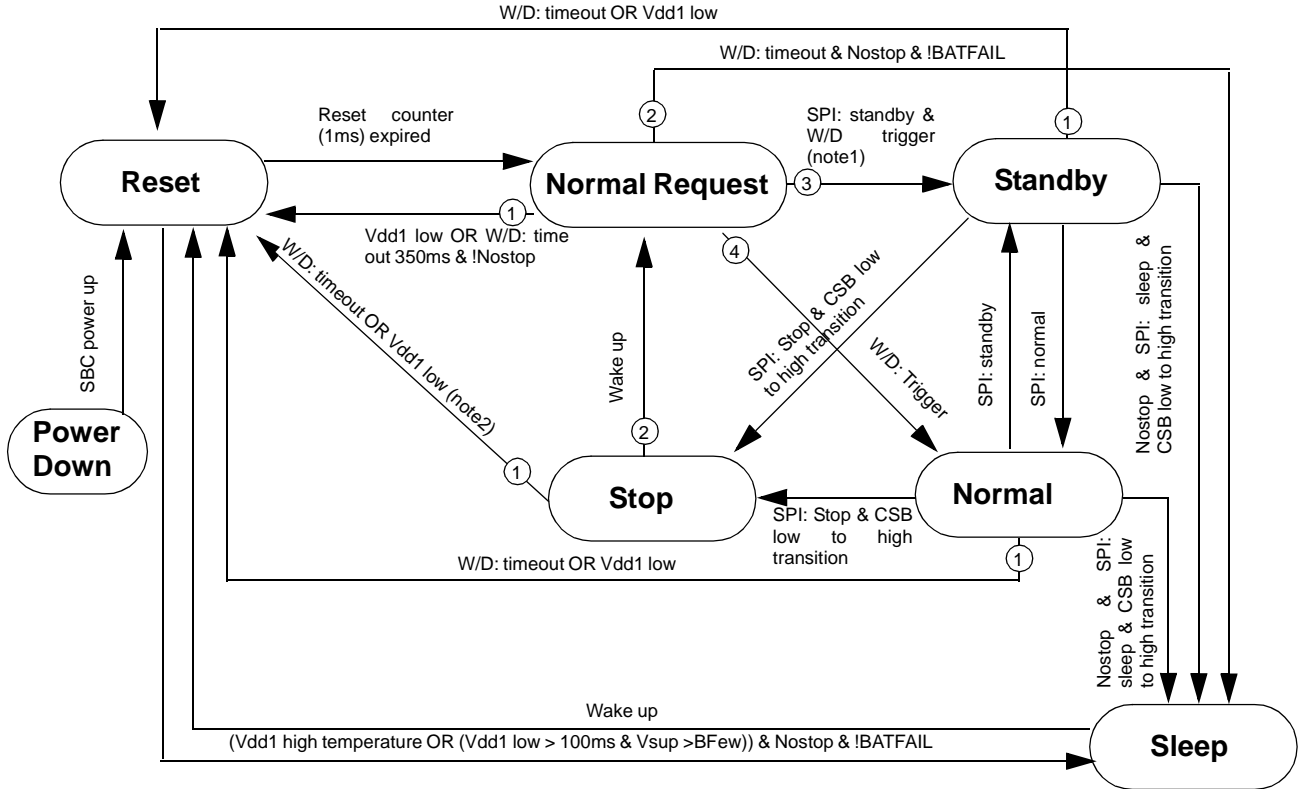 W/D: timeout OR Vdd1 low
W/D: timeout & Nostop & !BATFAIL
2
1
Reset counter
(1ms) expired
SPI: standby &
W/D trigger
(note1)
Reset
Normal Request
3
Standby
1
4
Vdd1 low OR W/D: time
out 350ms & !Nostop
W/D: timeout OR Vdd1 low (note2)
SBC power up
Wake up
SPI: Stop & CSB low
to high transition
W/D: Trigger
SPI: standby
SPI: normal
Nostop & SPI: sleep &
CSB low to high transition
Power
Down
2
1
Stop
Normal
SPI: Stop & CSB
low to high
transition
1
W/D: timeout OR Vdd1 low
Nostop & SPI:
sleep & CSB low
to high transition
Wake up
(Vdd1 high temperature OR (Vdd1 low > 100ms & Vsup >BFew)) & Nostop & !BATFAIL
Sleep